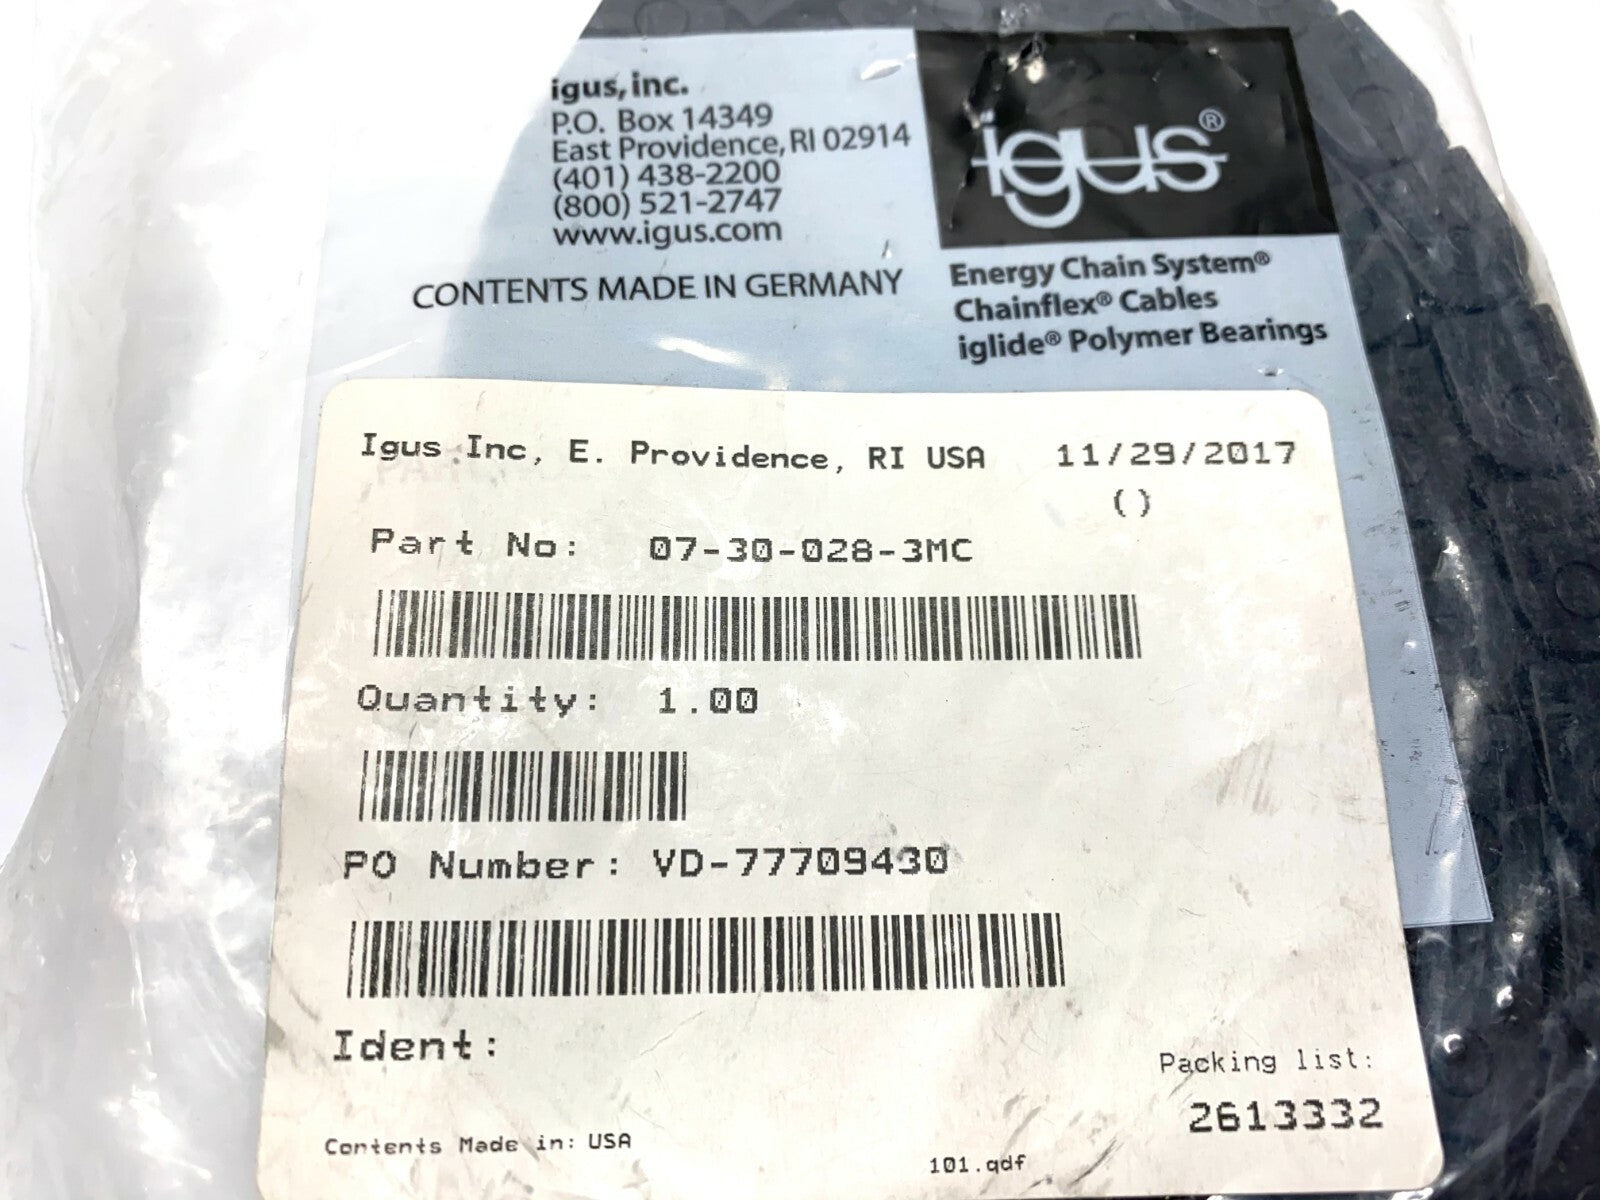 igus, inc.
P.O. Box 14349
East Providence, RI 02914
(401) 438-2200
(800) 521-2747
www.igus.com
CONTENTS MADE IN GERMANY
igus®
Energy Chain System®
Chainflex® Cables
iglide® Polymer Bearings
Igus Inc, E. Providence, RI USA 11/29/2017
()
Part No: 07-30-028-3MC
Quantity: 1.00
PO Number: VD-77709430
Ident:
Packing list:
2613332
Contents Made in: USA
101.qdf